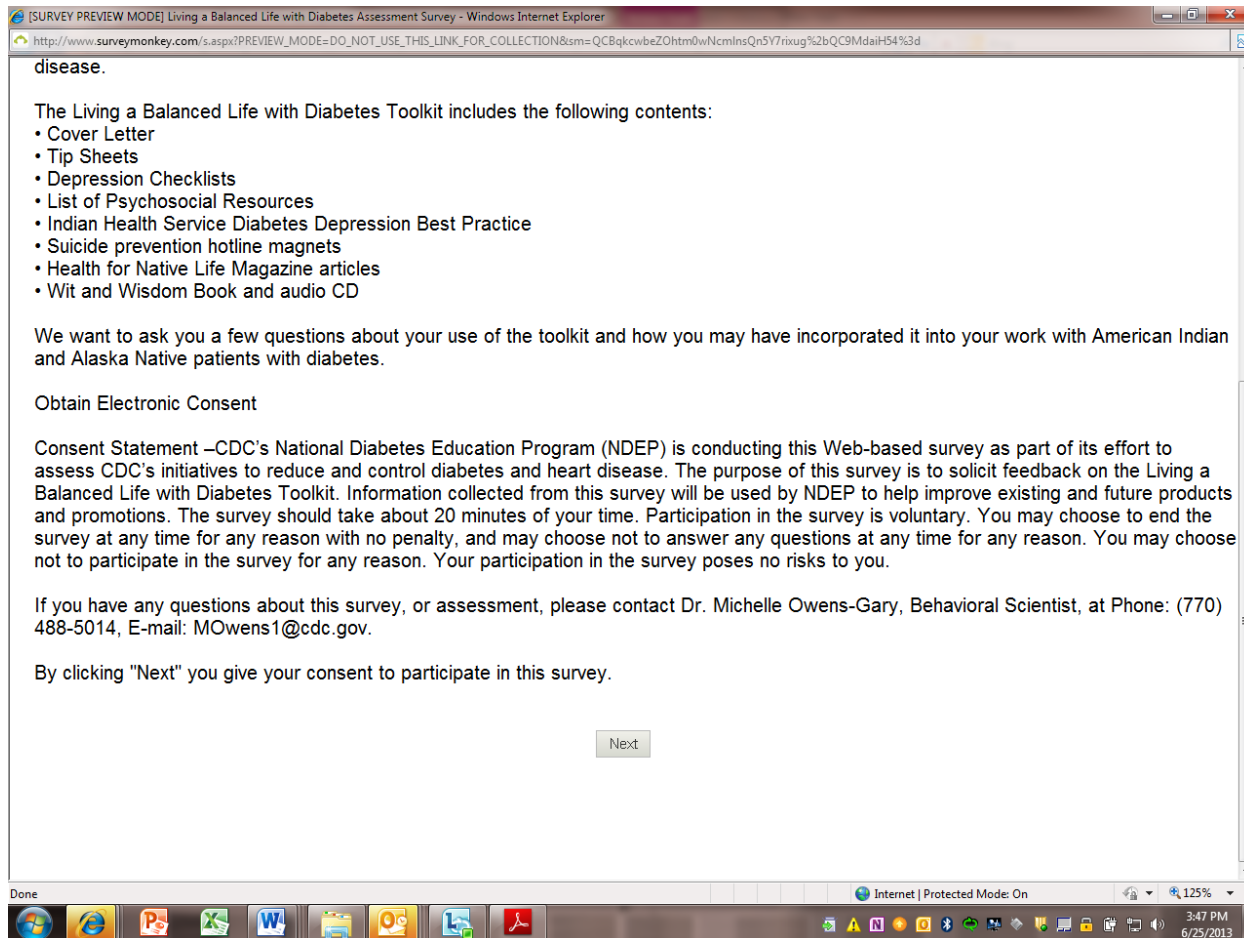 [SURVEY PREVIEW MODE] Living a Balanced Life with Diabetes Assessment Survey - Windows Internet Explorer
http://www.surveymonkey.com/s.aspx?PREVIEW_MODE=DO_NOT_USE_THIS_LINK_FOR_COLLECTION&sm=QCBqkcwbeZOhtm0wNcmInsQn5Y7rixug%2bQC9MdaiH54%3d
disease.
The Living a Balanced Life with Diabetes Toolkit includes the following contents:
• Cover Letter
• Tip Sheets
• Depression Checklists
• List of Psychosocial Resources
• Indian Health Service Diabetes Depression Best Practice
• Suicide prevention hotline magnets
• Health for Native Life Magazine articles
• Wit and Wisdom Book and audio CD
We want to ask you a few questions about your use of the toolkit and how you may have incorporated it into your work with American Indian
and Alaska Native patients with diabetes.
Obtain Electronic Consent
Consent Statement –CDC's National Diabetes Education Program (NDEP) is conducting this Web-based survey as part of its effort to
assess CDC's initiatives to reduce and control diabetes and heart disease. The purpose of this survey is to solicit feedback on the Living a
Balanced Life with Diabetes Toolkit. Information collected from this survey will be used by NDEP to help improve existing and future products
and promotions. The survey should take about 20 minutes of your time. Participation in the survey is voluntary. You may choose to end the
survey at any time for any reason with no penalty, and may choose not to answer any questions at any time for any reason. You may choose
not to participate in the survey for any reason. Your participation in the survey poses no risks to you.
If you have any questions about this survey, or assessment, please contact Dr. Michelle Owens-Gary, Behavioral Scientist, at Phone: (770)
488-5014, E-mail: MOwens1@cdc.gov.
By clicking "Next" you give your consent to participate in this survey.
Next
Done
Internet | Protected Mode: On
125%
3:47 PM
6/25/2013